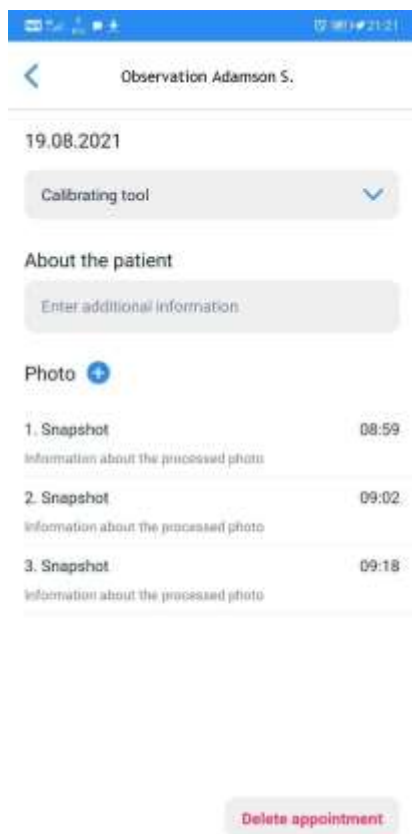 21:21
Observation Adamson S.
19.08.2021
Calibrating tool
About the patient
Enter additional information
Photo
1. Snapshot 08:59
Information about the processed photo
2. Snapshot 09:02
Information about the processed photo
3. Snapshot 09:18
Information about the processed photo
Delete appointment